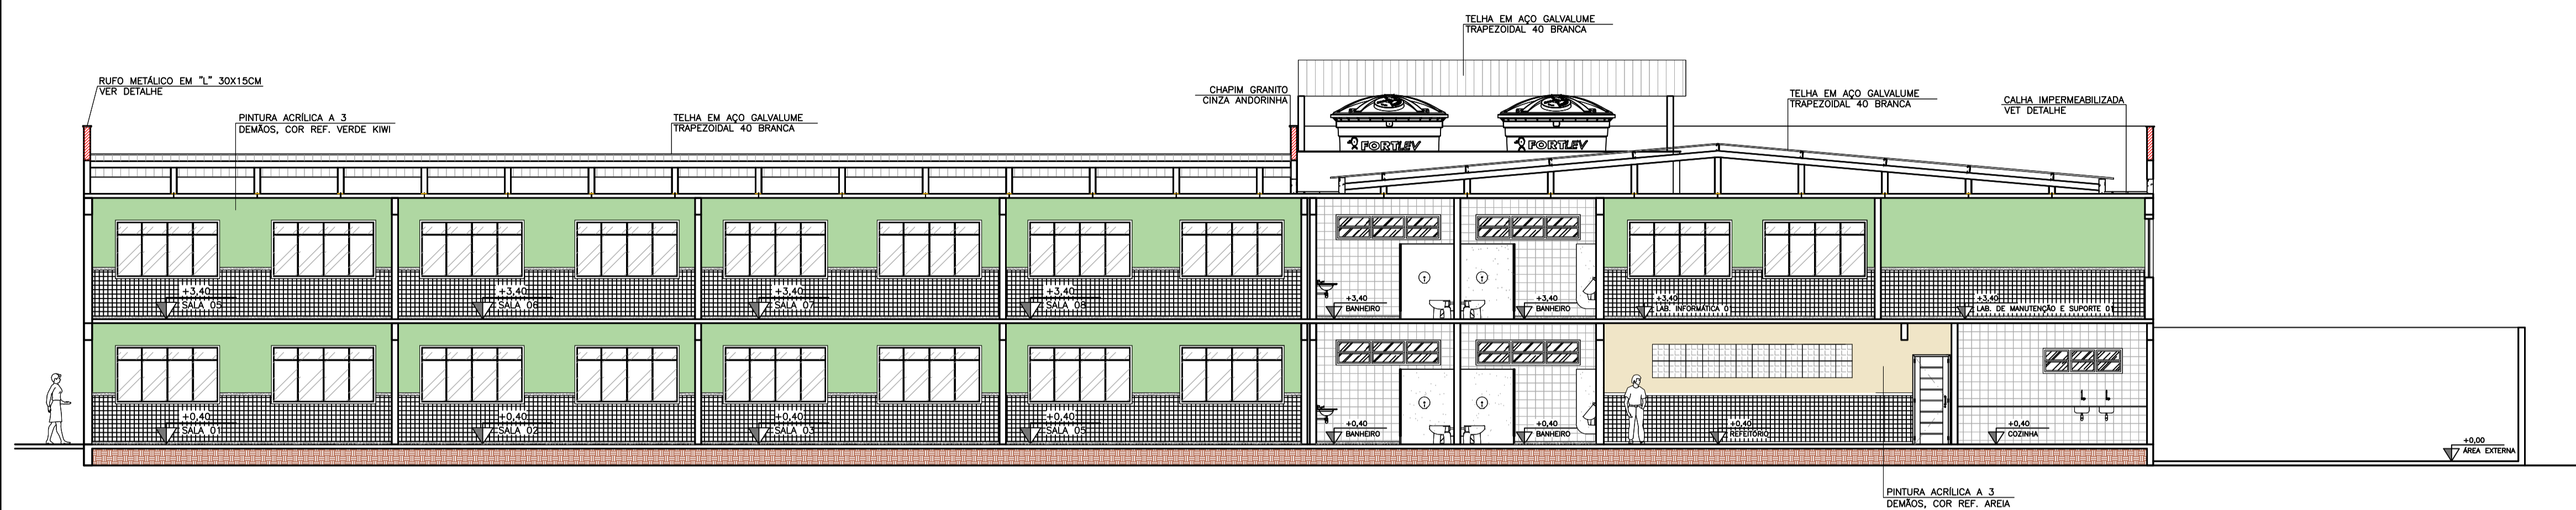 TELHA EM AÇO GALVALUME
TRAPEZOIDAL 40 BRANCA
RUFO METÁLICO EM "L" 30X15CM
VER DETALHE
CHAPIM GRANITO
CINZA ANDORINHA
TELHA EM AÇO GALVALUME
TRAPEZOIDAL 40 BRANCA
CALHA IMPERMEABILIZADA
VET DETALHE
PINTURA ACRÍLICA A 3
DEMÃOS, COR REF. VERDE KIWI
TELHA EM AÇO GALVALUME
TRAPEZOIDAL 40 BRANCA
FORTLEV
FORTLEV
+3,40
SALA 05
+3,40
SALA 06
+3,40
SALA 07
+3,40
SALA 08
+3,40
BANHEIRO
+3,40
BANHEIRO
+3,40
LAB. INFORMÁTICA 01
+3,40
LAB. DE MANUTENÇÃO E SUPORTE 01
+0,40
SALA 01
+0,40
SALA 02
+0,40
SALA 03
+0,40
SALA 05
+0,40
BANHEIRO
+0,40
BANHEIRO
+0,40
REFEITÓRIO
+0,40
COZINHA
+0,00
ÁREA EXTERNA
PINTURA ACRÍLICA A 3
DEMÃOS, COR REF. AREIA